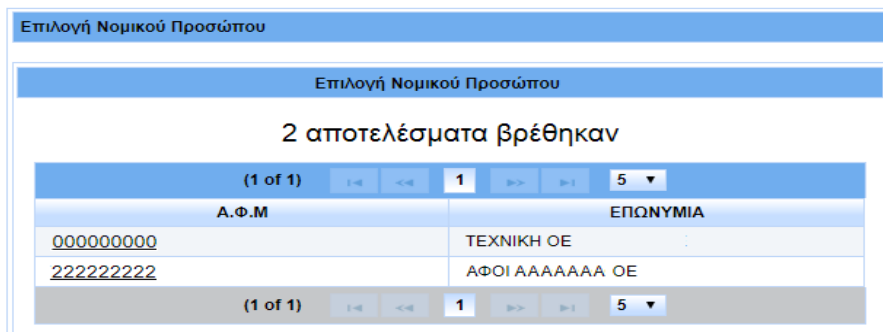 Επιλογή Νομικού Προσώπου
Επιλογή Νομικού Προσώπου
2 αποτελέσματα βρέθηκαν
(1 of 1) 1 5
Α.Φ.Μ ΕΠΩΝΥΜΙΑ
000000000 ΤΕΧΝΙΚΗ ΟΕ
222222222 ΑΦΟΙ ΑΑΑΑΑΑΑ ΟΕ
(1 of 1) 1 5